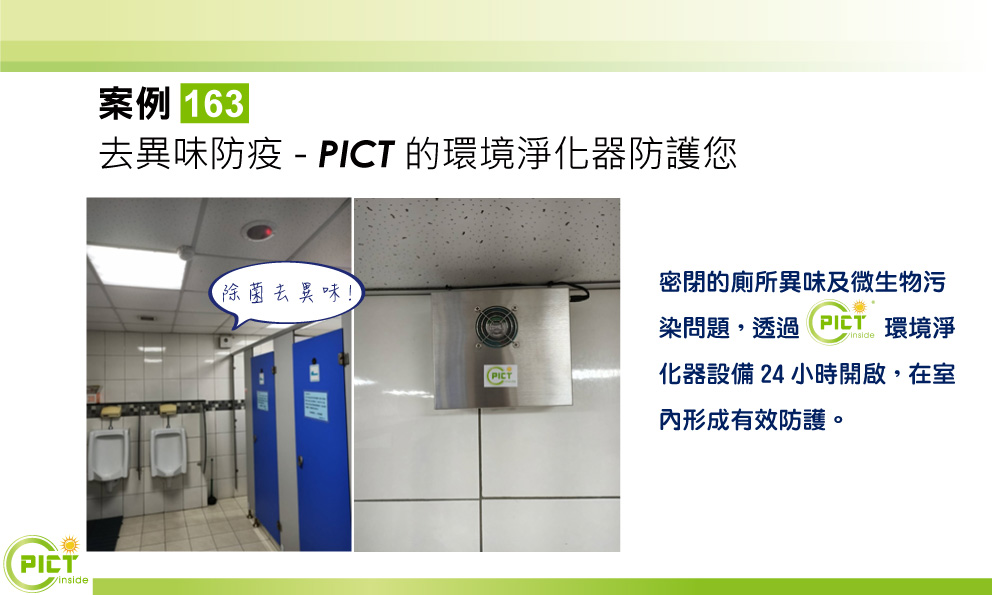 案例 163
去異味防疫 - PICT 的環境淨化器防護您
除菌去異味!
PICT
密閉的廁所異味及微生物污
染問題，透過 PICT inside 環境淨
化器設備 24 小時開啟，在室
內形成有效防護。
PICT
inside